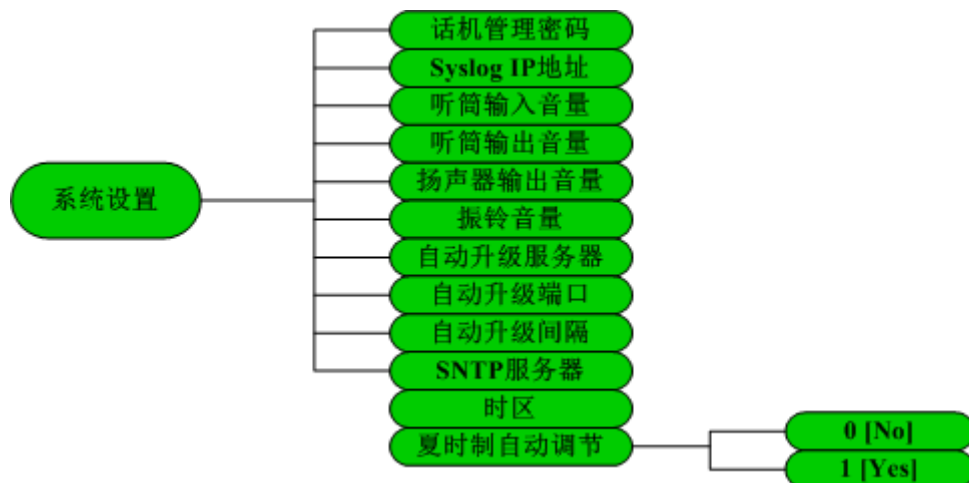 话机管理密码
Syslog IP地址
听筒输入音量
听筒输出音量
扬声器输出音量
系统设置
振铃音量
自动升级服务器
自动升级端口
自动升级间隔
SNTP服务器
时区
夏时制自动调节
0 [No]
1 [Yes]